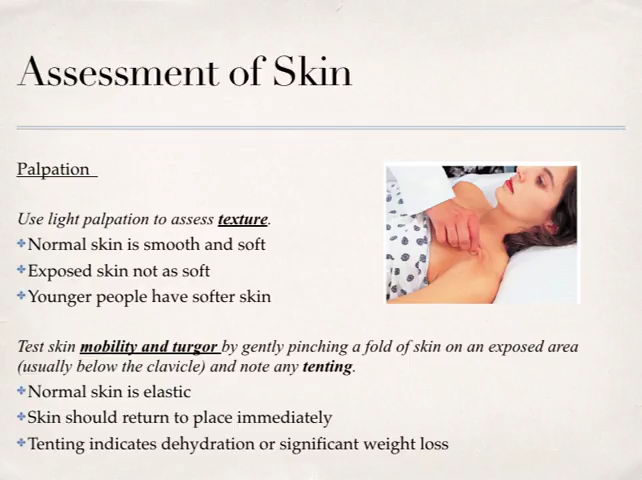 Assessment of Skin
Palpation
Use light palpation to assess texture.
Normal skin is smooth and soft
Exposed skin not as soft
Younger people have softer skin
Test skin mobility and turgor by gently pinching a fold of skin on an exposed area
(usually below the clavicle) and note any tenting.
Normal skin is elastic
Skin should return to place immediately
Tenting indicates dehydration or significant weight loss